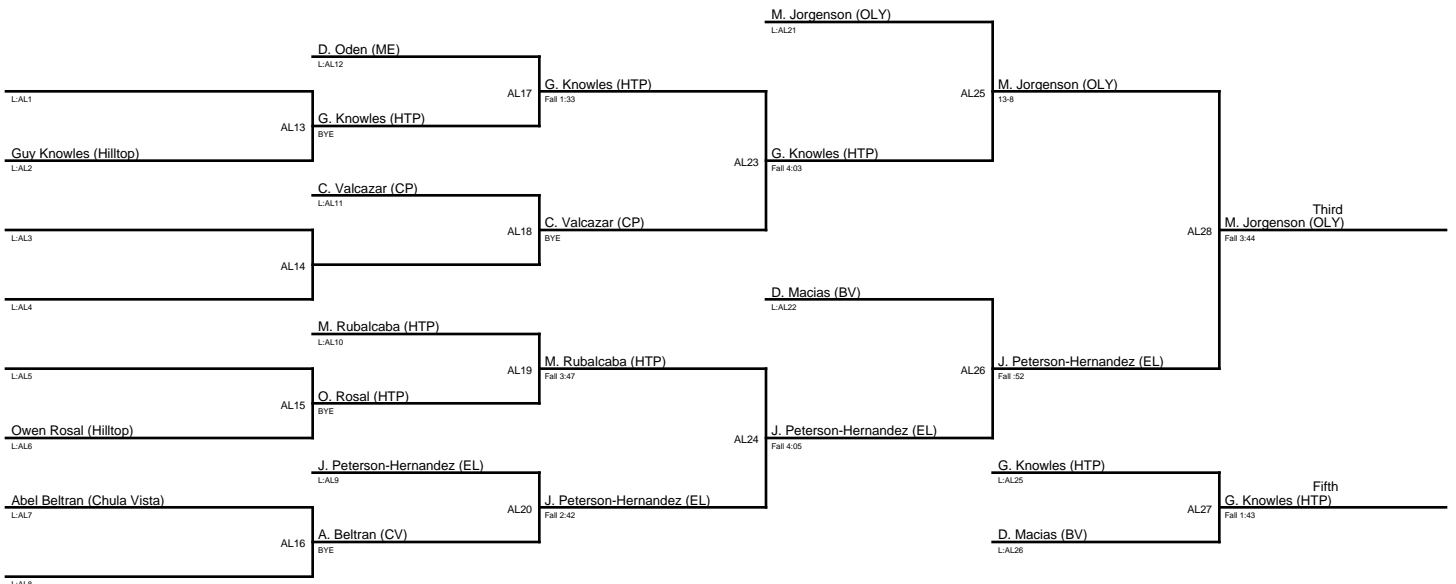 M. Jorgenson (OLY)
L:AL21
D. Oden (ME)
L:AL12
AL17
G. Knowles (HTP)
Fall 1:33
AL25
M. Jorgenson (OLY)
13-8
L:AL1
AL13
G. Knowles (HTP)
BYE
Guy Knowles (Hilltop)
L:AL2
AL23
G. Knowles (HTP)
Fall 4:03
C. Valcazar (CP)
L:AL11
AL18
C. Valcazar (CP)
BYE
L:AL3
AL14
L:AL4
AL28
Third
M. Jorgenson (OLY)
Fall 3:44
D. Macias (BV)
L:AL22
M. Rubalcaba (HTP)
L:AL10
AL19
M. Rubalcaba (HTP)
Fall 3:47
AL26
J. Peterson-Hernandez (EL)
Fall :52
L:AL5
AL15
O. Rosal (HTP)
BYE
Owen Rosal (Hilltop)
L:AL6
AL24
J. Peterson-Hernandez (EL)
Fall 4:05
J. Peterson-Hernandez (EL)
L:AL9
AL20
J. Peterson-Hernandez (EL)
Fall 2:42
Abel Beltran (Chula Vista)
L:AL7
AL16
A. Beltran (CV)
BYE
L:AL8
G. Knowles (HTP)
L:AL25
AL27
Fifth
G. Knowles (HTP)
Fall 1:43
D. Macias (BV)
L:AL26